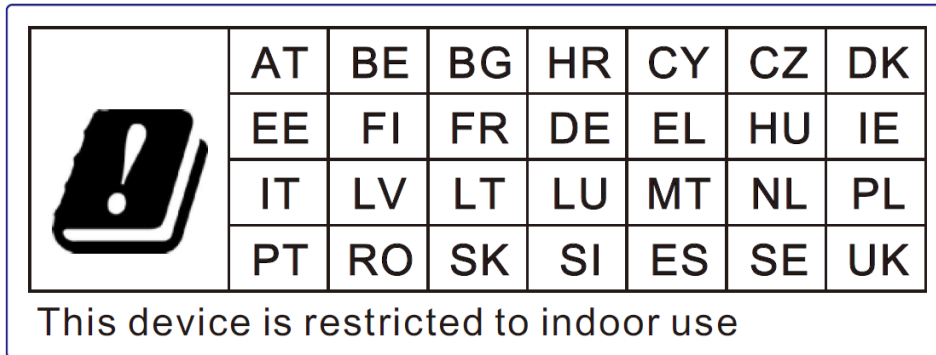 AT BE BG HR CY CZ DK
EE FI FR DE EL HU IE
IT LV LT LU MT NL PL
PT RO SK SI ES SE UK
This device is restricted to indoor use